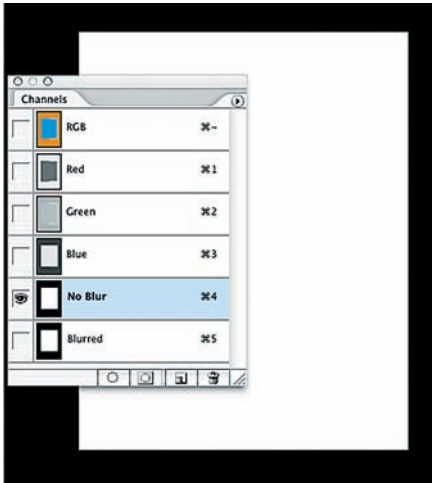 Channels
RGB ⌘~
Red ⌘1
Green ⌘2
Blue ⌘3
No Blur ⌘4
Blurred ⌘5